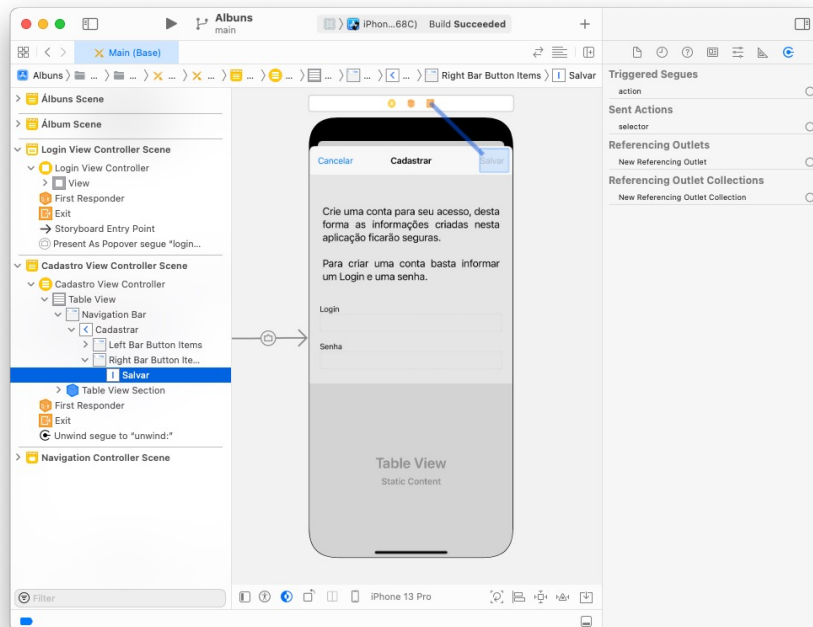 Albuns
main
iPhon...68C) Build Succeeded
Main (Base)
Albuns ... ... ... ... ... ... ... ... ... ... Right Bar Button Items Salvar
Álbuns Scene
Álbum Scene
Login View Controller Scene
Login View Controller
View
First Responder
Exit
Storyboard Entry Point
Present As Popover segue "login...
Cadastro View Controller Scene
Cadastro View Controller
Table View
Navigation Bar
Cadastrar
Left Bar Button Items
Right Bar Button Ite...
Salvar
Table View Section
First Responder
Exit
Unwind segue to "unwind:"
Navigation Controller Scene
Filter
Cancelar Cadastrar Salvar
Crie uma conta para seu acesso, desta
forma as informações criadas nesta
aplicação ficarão seguras.
Para criar uma conta basta informar
um Login e uma senha.
Login
Senha
Table View
Static Content
iPhone 13 Pro
Triggered Segues
action
Sent Actions
selector
Referencing Outlets
New Referencing Outlet
Referencing Outlet Collections
New Referencing Outlet Collection